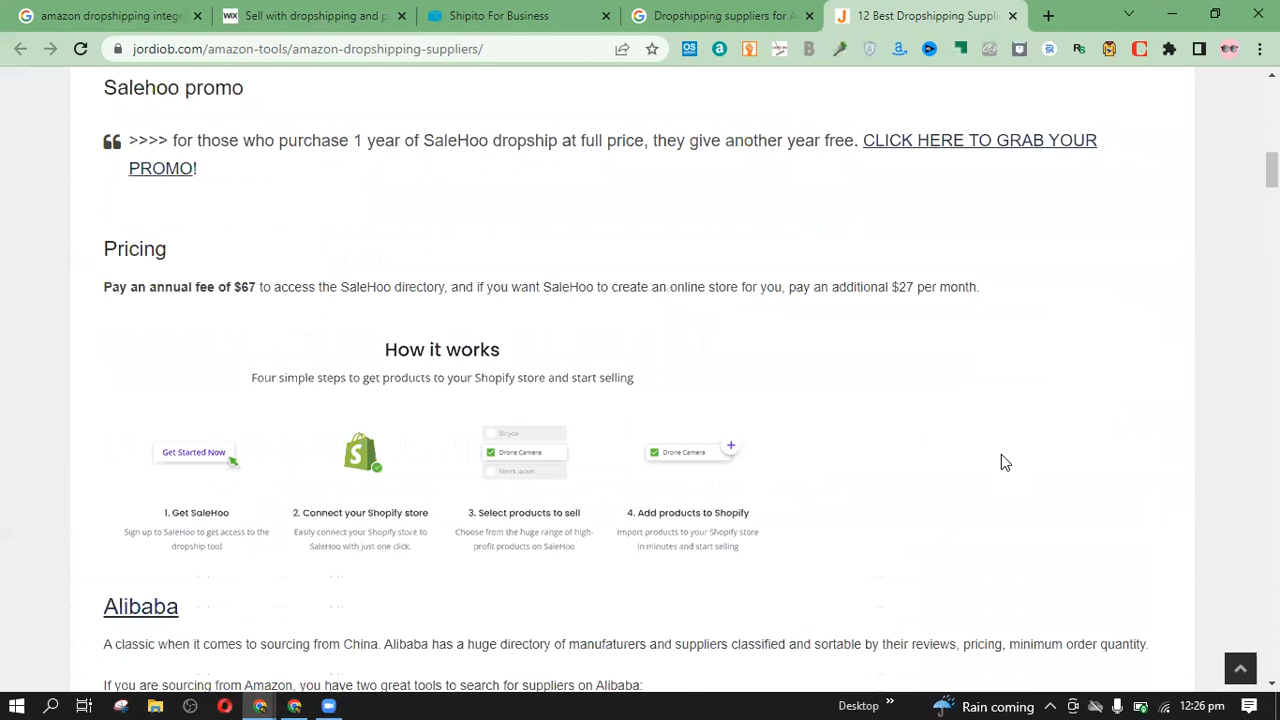 amazon dropshipping integr
Sell with dropshipping and p
Shipito For Business
Dropshipping suppliers for A
12 Best Dropshipping Suppli
jordiob.com/amazon-tools/amazon-dropshipping-suppliers/
Salehoo promo
>>>> for those who purchase 1 year of SaleHoo dropship at full price, they give another year free. CLICK HERE TO GRAB YOUR
PROMO!
Pricing
Pay an annual fee of $67 to access the SaleHoo directory, and if you want SaleHoo to create an online store for you, pay an additional $27 per month.
How it works
Four simple steps to get products to your Shopify store and start selling
Get Started Now
Bicycle
Drone Camera
Men's jacket
Drone Camera
1. Get SaleHoo
Sign up to SaleHoo to get access to the
dropship tool
2. Connect your Shopify store
Easily connect your Shopify store to
SaleHoo with just one click.
3. Select products to sell
Choose from the huge range of high-
profit products on SaleHoo
4. Add products to Shopify
Import products to your Shopify store
in minutes and start selling
Alibaba
A classic when it comes to sourcing from China. Alibaba has a huge directory of manufaturers and suppliers classified and sortable by their reviews, pricing, minimum order quantity.
If you are sourcing from Amazon, you have two great tools to search for suppliers on Alibaba:
Desktop
Rain coming
12:26 pm